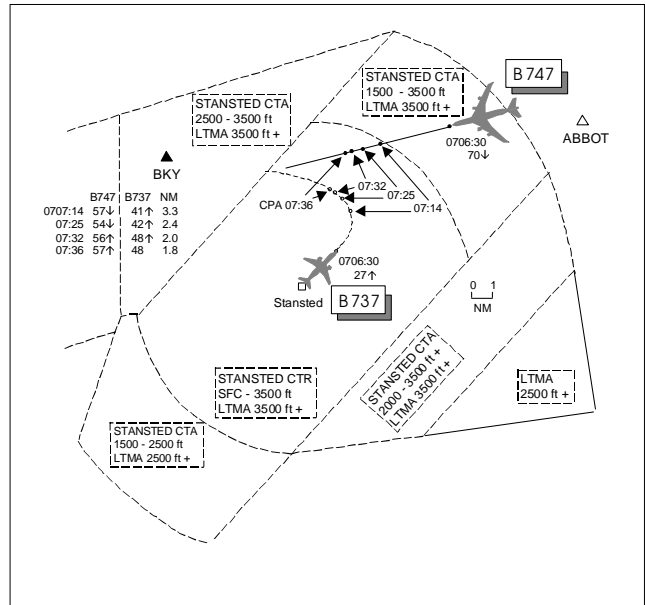 STANSTED CTA
1500 - 3500 ft
LTMA 3500 ft +
B 747
STANSTED CTA
2500 - 3500 ft
LTMA 3500 ft +
ABBOT
0706:30
70↓
BKY
B747 B737 NM
0707:14 57↓ 41↑ 3.3
07:25 54↓ 42↑ 2.4
07:32 56↑ 48↑ 2.0
07:36 57↑ 48 1.8
07:32
CPA 07:36
07:25
07:14
0706:30
27↑
Stansted
B 737
0 1
NM
STANSTED CTR
SFC - 3500 ft
LTMA 3500 ft +
STANSTED CTA
2000 - 3500 ft
LTMA 3500 ft +
LTMA
2500 ft +
STANSTED CTA
1500 - 2500 ft
LTMA 2500 ft +